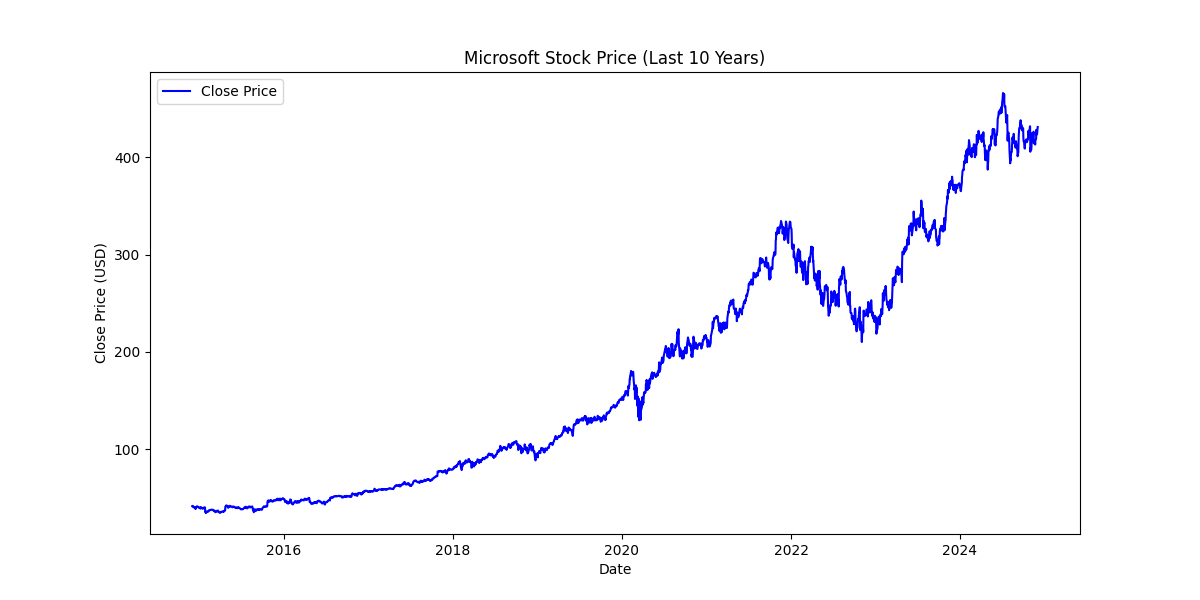 Microsoft Stock Price (Last 10 Years)
Close Price
Close Price (USD)
400
300
200
100
2016 2018 2020 2022 2024
Date